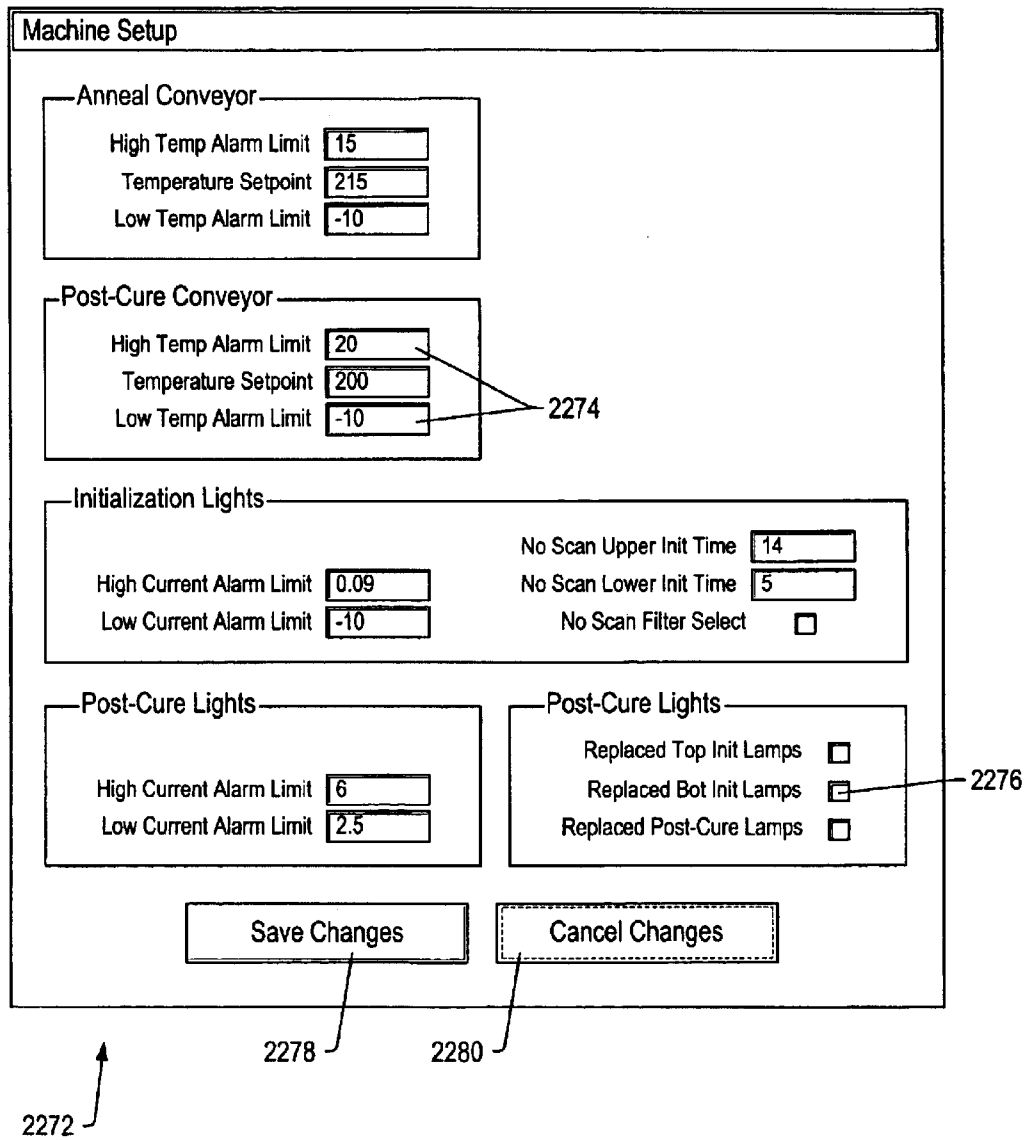 Machine Setup
Anneal Conveyor
High Temp Alarm Limit 15
Temperature Setpoint 215
Low Temp Alarm Limit -10
Post-Cure Conveyor
High Temp Alarm Limit 20
Temperature Setpoint 200
Low Temp Alarm Limit -10
2274
Initialization Lights
No Scan Upper Init Time 14
High Current Alarm Limit 0.09 No Scan Lower Init Time 5
Low Current Alarm Limit -10 No Scan Filter Select
Post-Cure Lights Post-Cure Lights
Replaced Top Init Lamps
High Current Alarm Limit 6 Replaced Bot Init Lamps 2276
Low Current Alarm Limit 2.5 Replaced Post-Cure Lamps
Save Changes Cancel Changes
2278 2280
2272